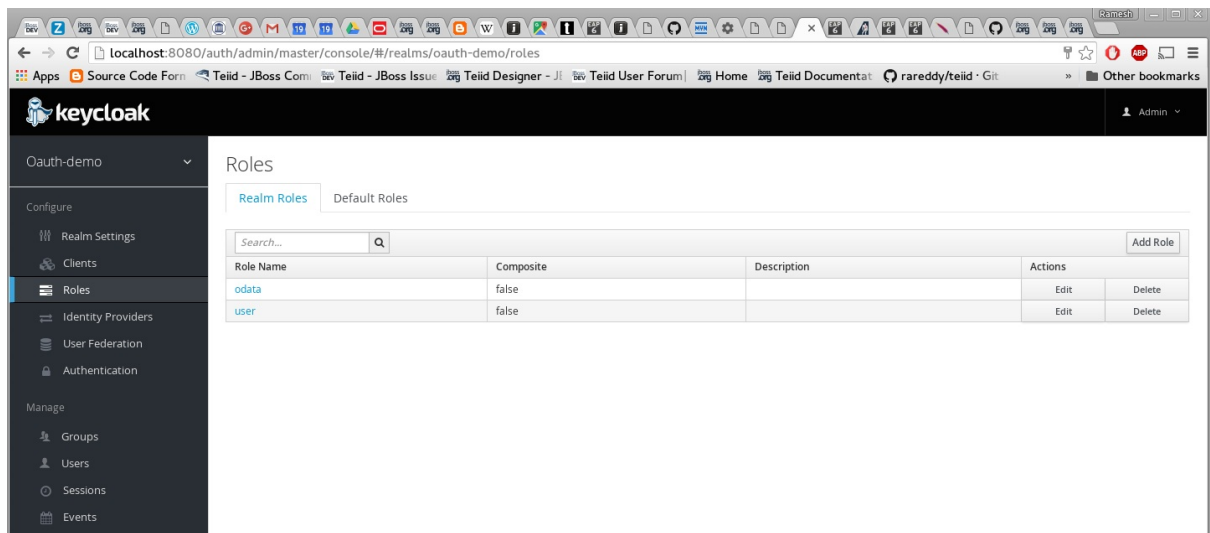 Ramesh
localhost:8080/auth/admin/master/console/#/realms/oauth-demo/roles
Apps Source Code Forn Teiid - JBoss Com Teiid - JBoss Issue Teiid Designer - J Teiid User Forum Home Teiid Documentat rareddy/teiid · Git » Other bookmarks
keycloak
Admin
Oauth-demo
Configure
Realm Settings
Clients
Roles
Identity Providers
User Federation
Authentication
Manage
Groups
Users
Sessions
Events
Roles
Realm Roles Default Roles
Search... Add Role
Role Name Composite Description Actions
odata false Edit Delete
user false Edit Delete